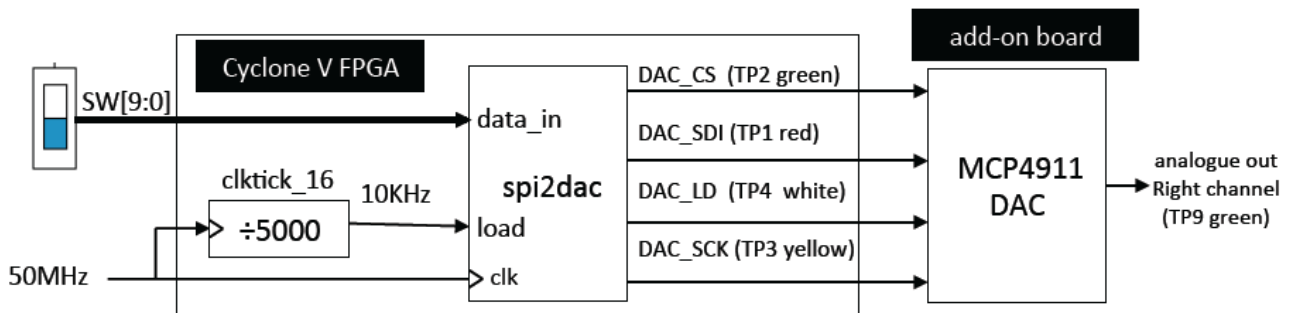 add-on board
Cyclone V FPGA
SW[9:0]
data_in
clktick_16
÷5000
10KHz
50MHz
spi2dac
load
clk
DAC_CS (TP2 green)
DAC_SDI (TP1 red)
DAC_LD (TP4 white)
DAC_SCK (TP3 yellow)
MCP4911
DAC
analogue out
Right channel
(TP9 green)